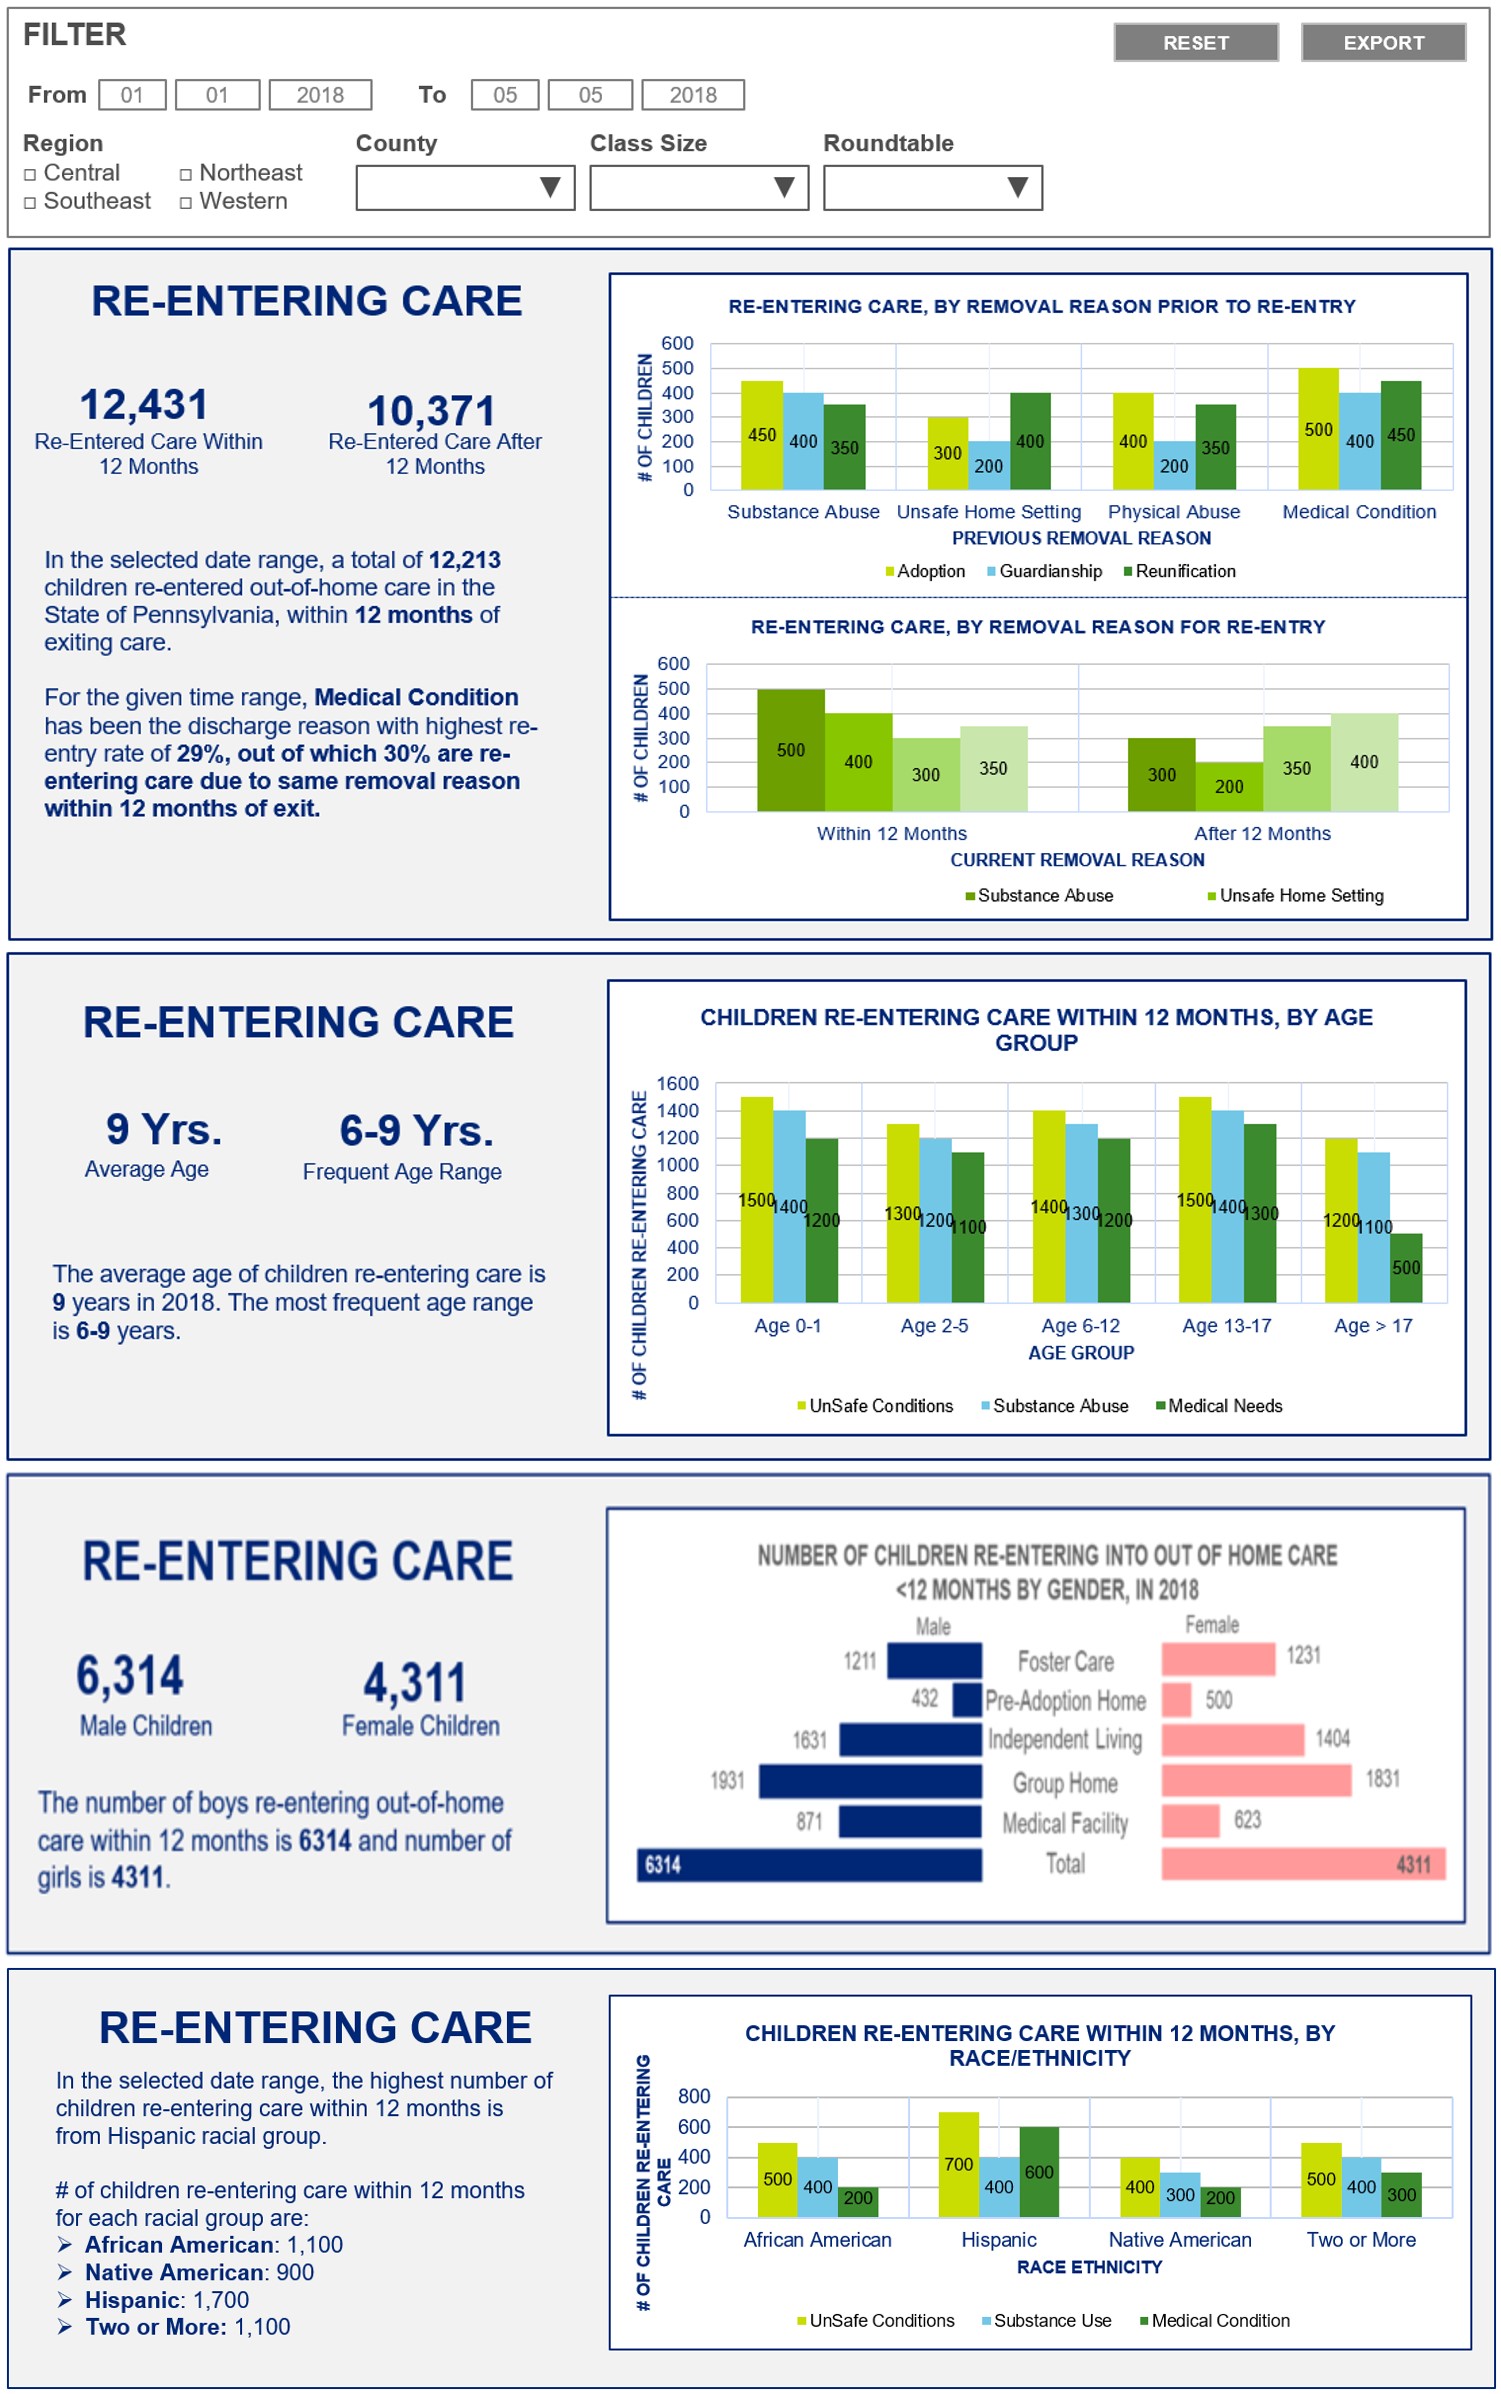 FILTER
RESET
EXPORT
From 01 01 2018 To 05 05 2018
Region
County
Class Size
Roundtable
□ Central □ Northeast
□ Southeast □ Western
RE-ENTERING CARE
12,431
Re-Entered Care Within
12 Months
10,371
Re-Entered Care After
12 Months
In the selected date range, a total of 12,213
children re-entered out-of-home care in the
State of Pennsylvania, within 12 months of
exiting care.
For the given time range, Medical Condition
has been the discharge reason with highest re-
entry rate of 29%, out of which 30% are re-
entering care due to same removal reason
within 12 months of exit.
RE-ENTERING CARE, BY REMOVAL REASON PRIOR TO RE-ENTRY
# OF CHILDREN
600
500
400
300
200
100
0
450 400 350
300 200 400
400 200 350
500 400 450
Substance Abuse Unsafe Home Setting Physical Abuse Medical Condition
PREVIOUS REMOVAL REASON
Adoption Guardianship Reunification
RE-ENTERING CARE, BY REMOVAL REASON FOR RE-ENTRY
# OF CHILDREN
600
500
400
300
200
100
0
500 400 300 350
300 200 350 400
Within 12 Months After 12 Months
CURRENT REMOVAL REASON
Substance Abuse Unsafe Home Setting
RE-ENTERING CARE
9 Yrs.
Average Age
6-9 Yrs.
Frequent Age Range
The average age of children re-entering care is
9 years in 2018. The most frequent age range
is 6-9 years.
CHILDREN RE-ENTERING CARE WITHIN 12 MONTHS, BY AGE
GROUP
# OF CHILDREN RE-ENTERING CARE
1600
1400
1200
1000
800
600
400
200
0
1500 1400 1200
1300 1200 1100
1400 1300 1200
1500 1400 1300
1200 1100 500
Age 0-1 Age 2-5 Age 6-12 Age 13-17 Age > 17
AGE GROUP
UnSafe Conditions Substance Abuse Medical Needs
RE-ENTERING CARE
6,314
Male Children
4,311
Female Children
The number of boys re-entering out-of-home
care within 12 months is 6314 and number of
girls is 4311.
NUMBER OF CHILDREN RE-ENTERING INTO OUT OF HOME CARE
<12 MONTHS BY GENDER, IN 2018
Male Female
1211 Foster Care 1231
432 Pre-Adoption Home 500
1631 Independent Living 1404
1931 Group Home 1831
871 Medical Facility 623
6314 Total 4311
RE-ENTERING CARE
In the selected date range, the highest number of
children re-entering care within 12 months is
from Hispanic racial group.
# of children re-entering care within 12 months
for each racial group are:
➢ African American: 1,100
➢ Native American: 900
➢ Hispanic: 1,700
➢ Two or More: 1,100
CHILDREN RE-ENTERING CARE WITHIN 12 MONTHS, BY
RACE/ETHNICITY
# OF CHILDREN RE-ENTERING
CARE
800
600
400
200
0
500 400 200
700 400 600
400 300 200
500 400 300
African American Hispanic Native American Two or More
RACE ETHNICITY
UnSafe Conditions Substance Use Medical Condition